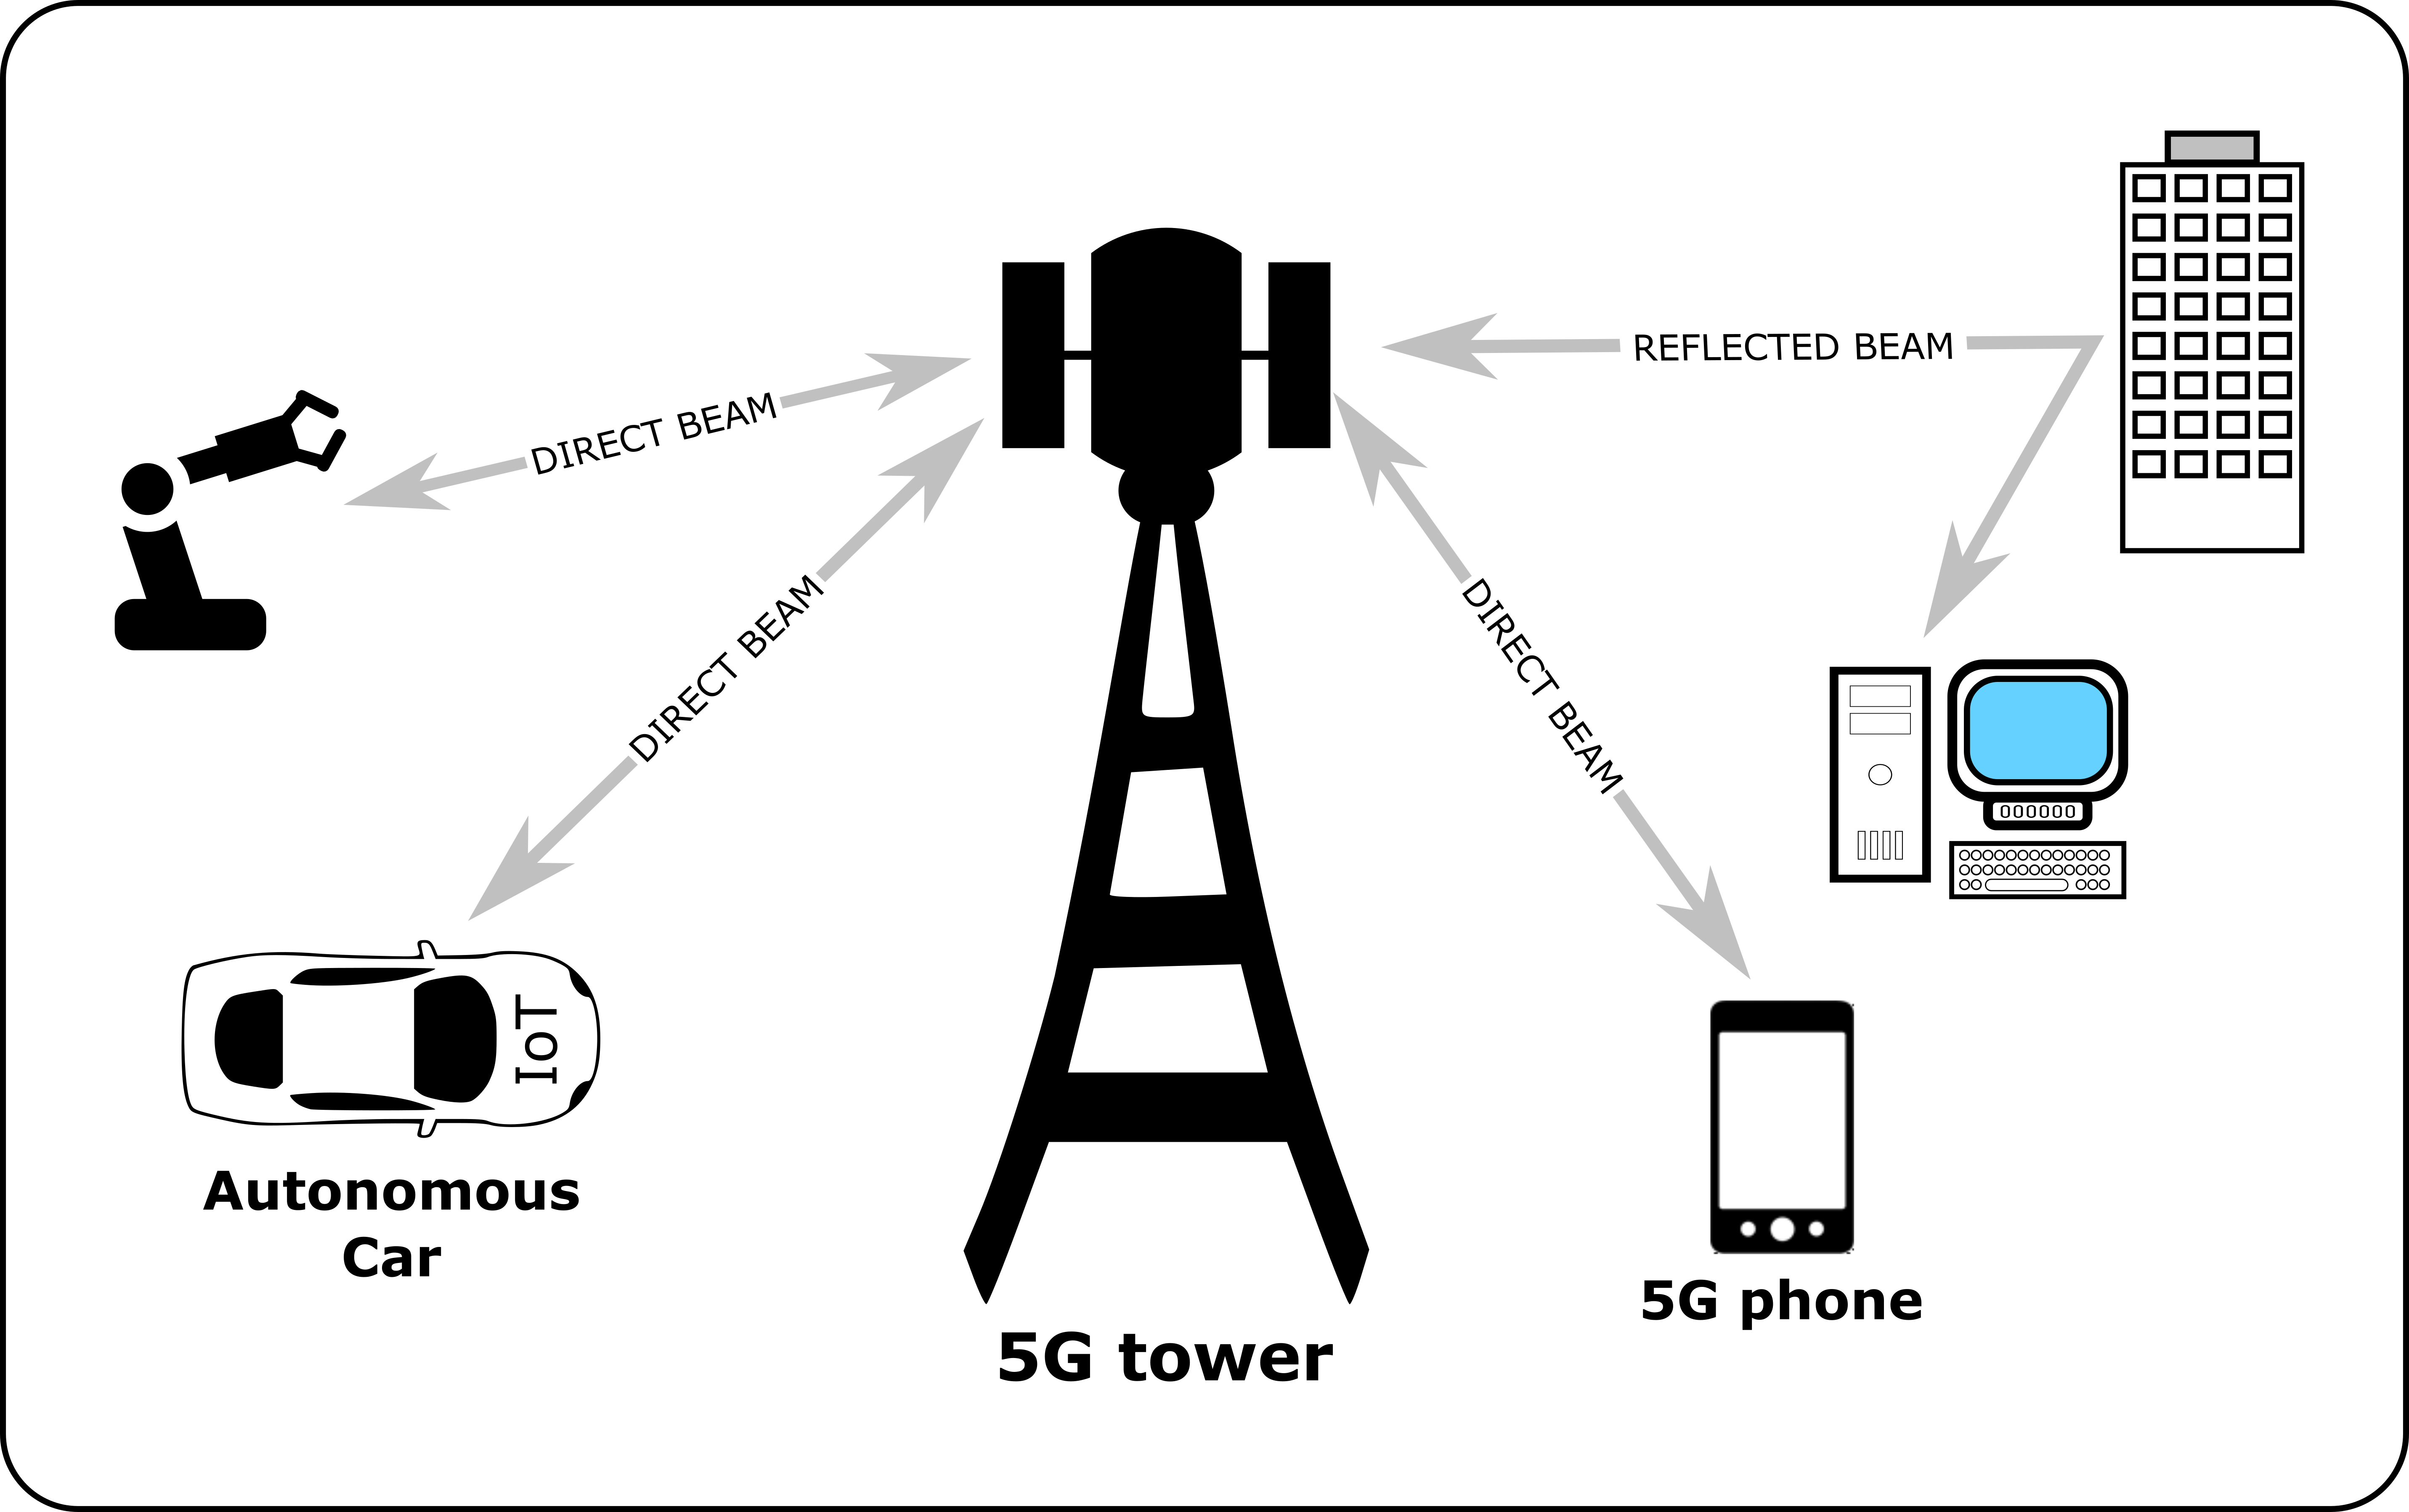 REFLECTED BEAM
DIRECT BEAM
DIRECT BEAM
DIRECT BEAM
IoT
Autonomous
Car
5G phone
5G tower